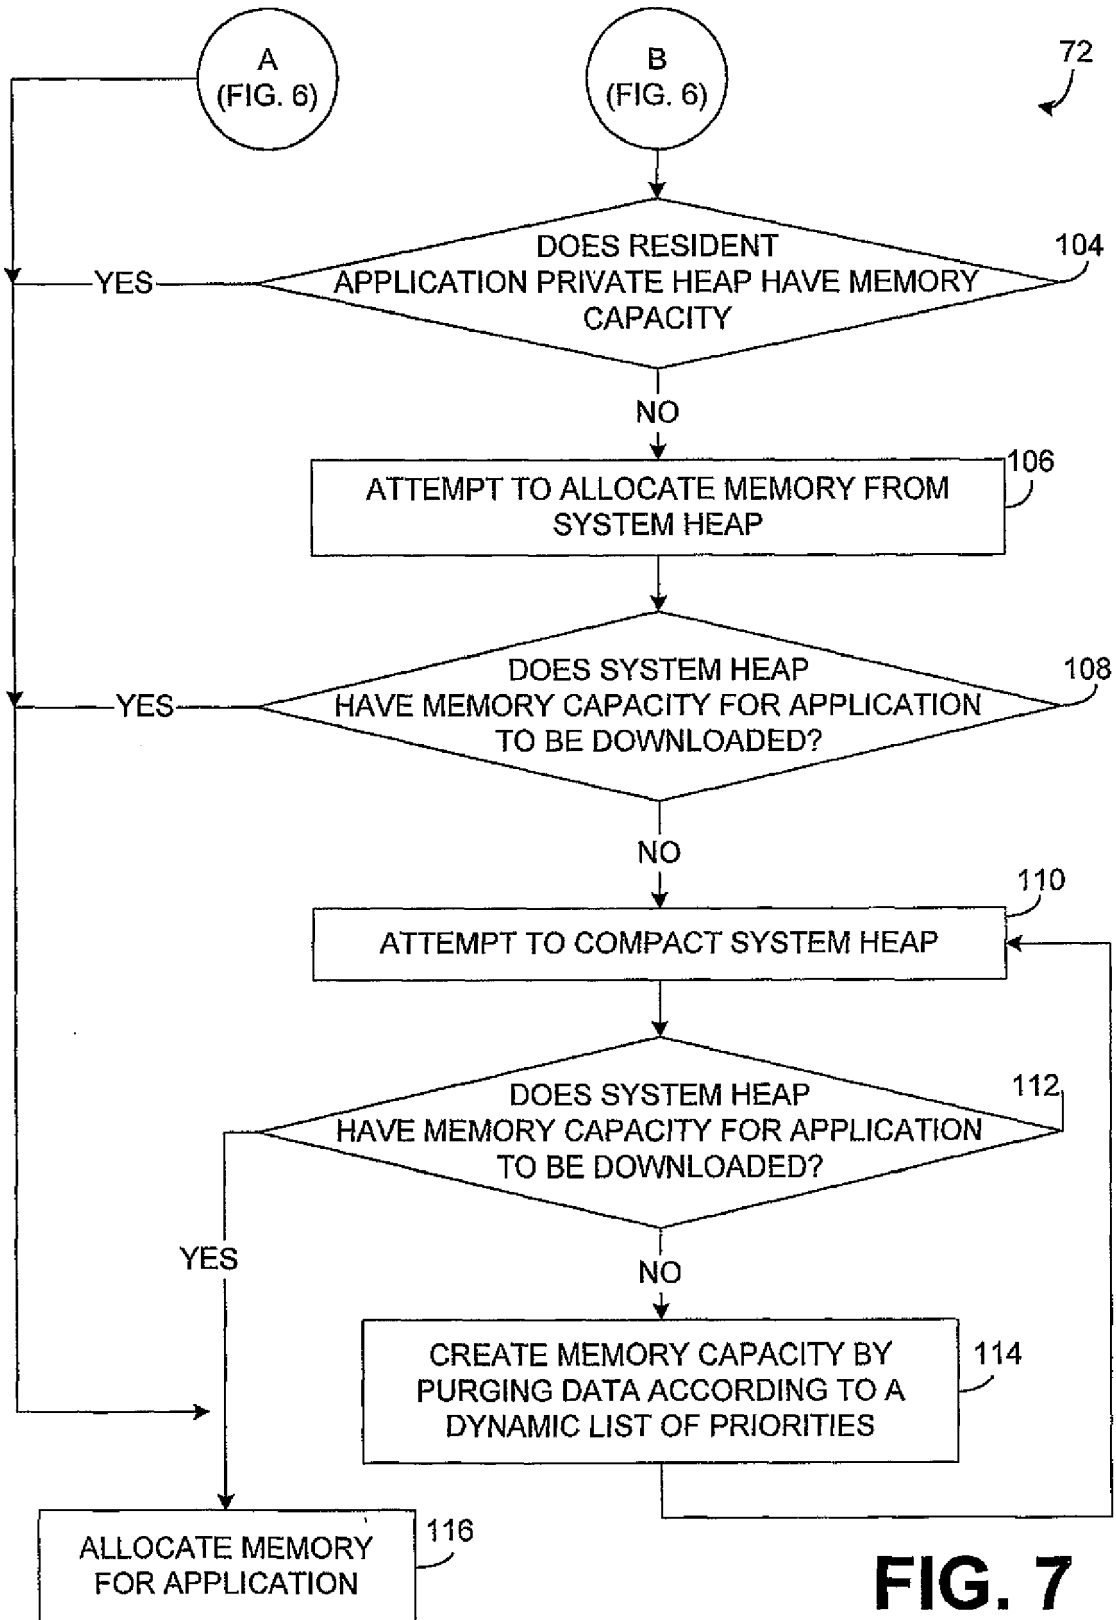 A
(FIG. 6)
B
(FIG. 6)
72
DOES RESIDENT
APPLICATION PRIVATE HEAP HAVE MEMORY
CAPACITY
104
YES
NO
106
ATTEMPT TO ALLOCATE MEMORY FROM
SYSTEM HEAP
DOES SYSTEM HEAP
HAVE MEMORY CAPACITY FOR APPLICATION
TO BE DOWNLOADED?
108
YES
NO
110
ATTEMPT TO COMPACT SYSTEM HEAP
DOES SYSTEM HEAP
HAVE MEMORY CAPACITY FOR APPLICATION
TO BE DOWNLOADED?
112
YES
NO
CREATE MEMORY CAPACITY BY
PURGING DATA ACCORDING TO A
DYNAMIC LIST OF PRIORITIES
114
ALLOCATE MEMORY
FOR APPLICATION
116
FIG. 7